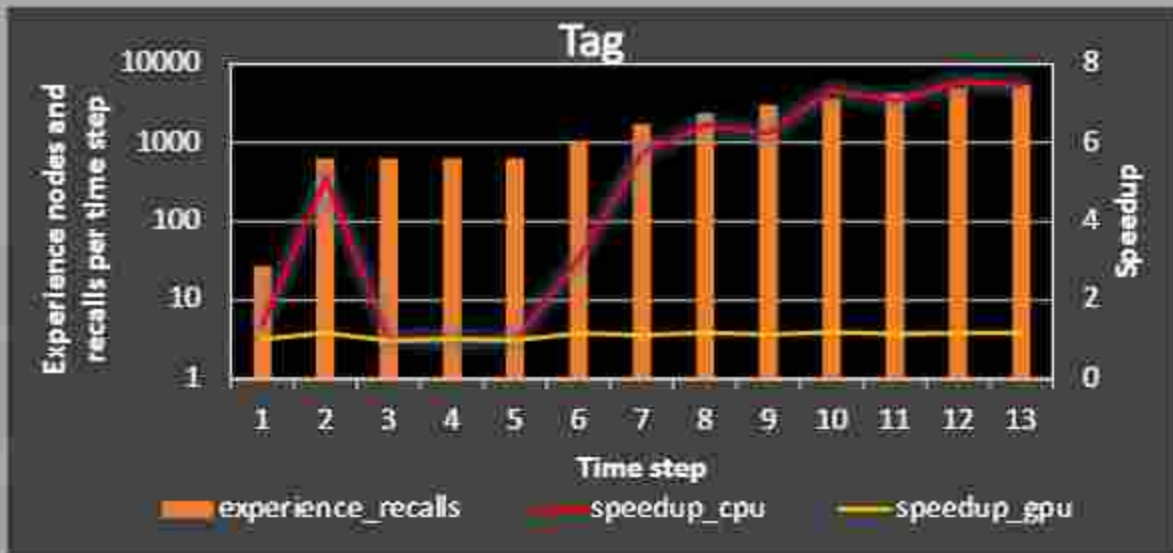 Tag
Experience nodes and
recalls per time step
10000
1000
100
10
1
8
6
4
2
0
Speedup
1 2 3 4 5 6 7 8 9 10 11 12 13
Time step
experience_recalls speedup_cpu speedup_gpu